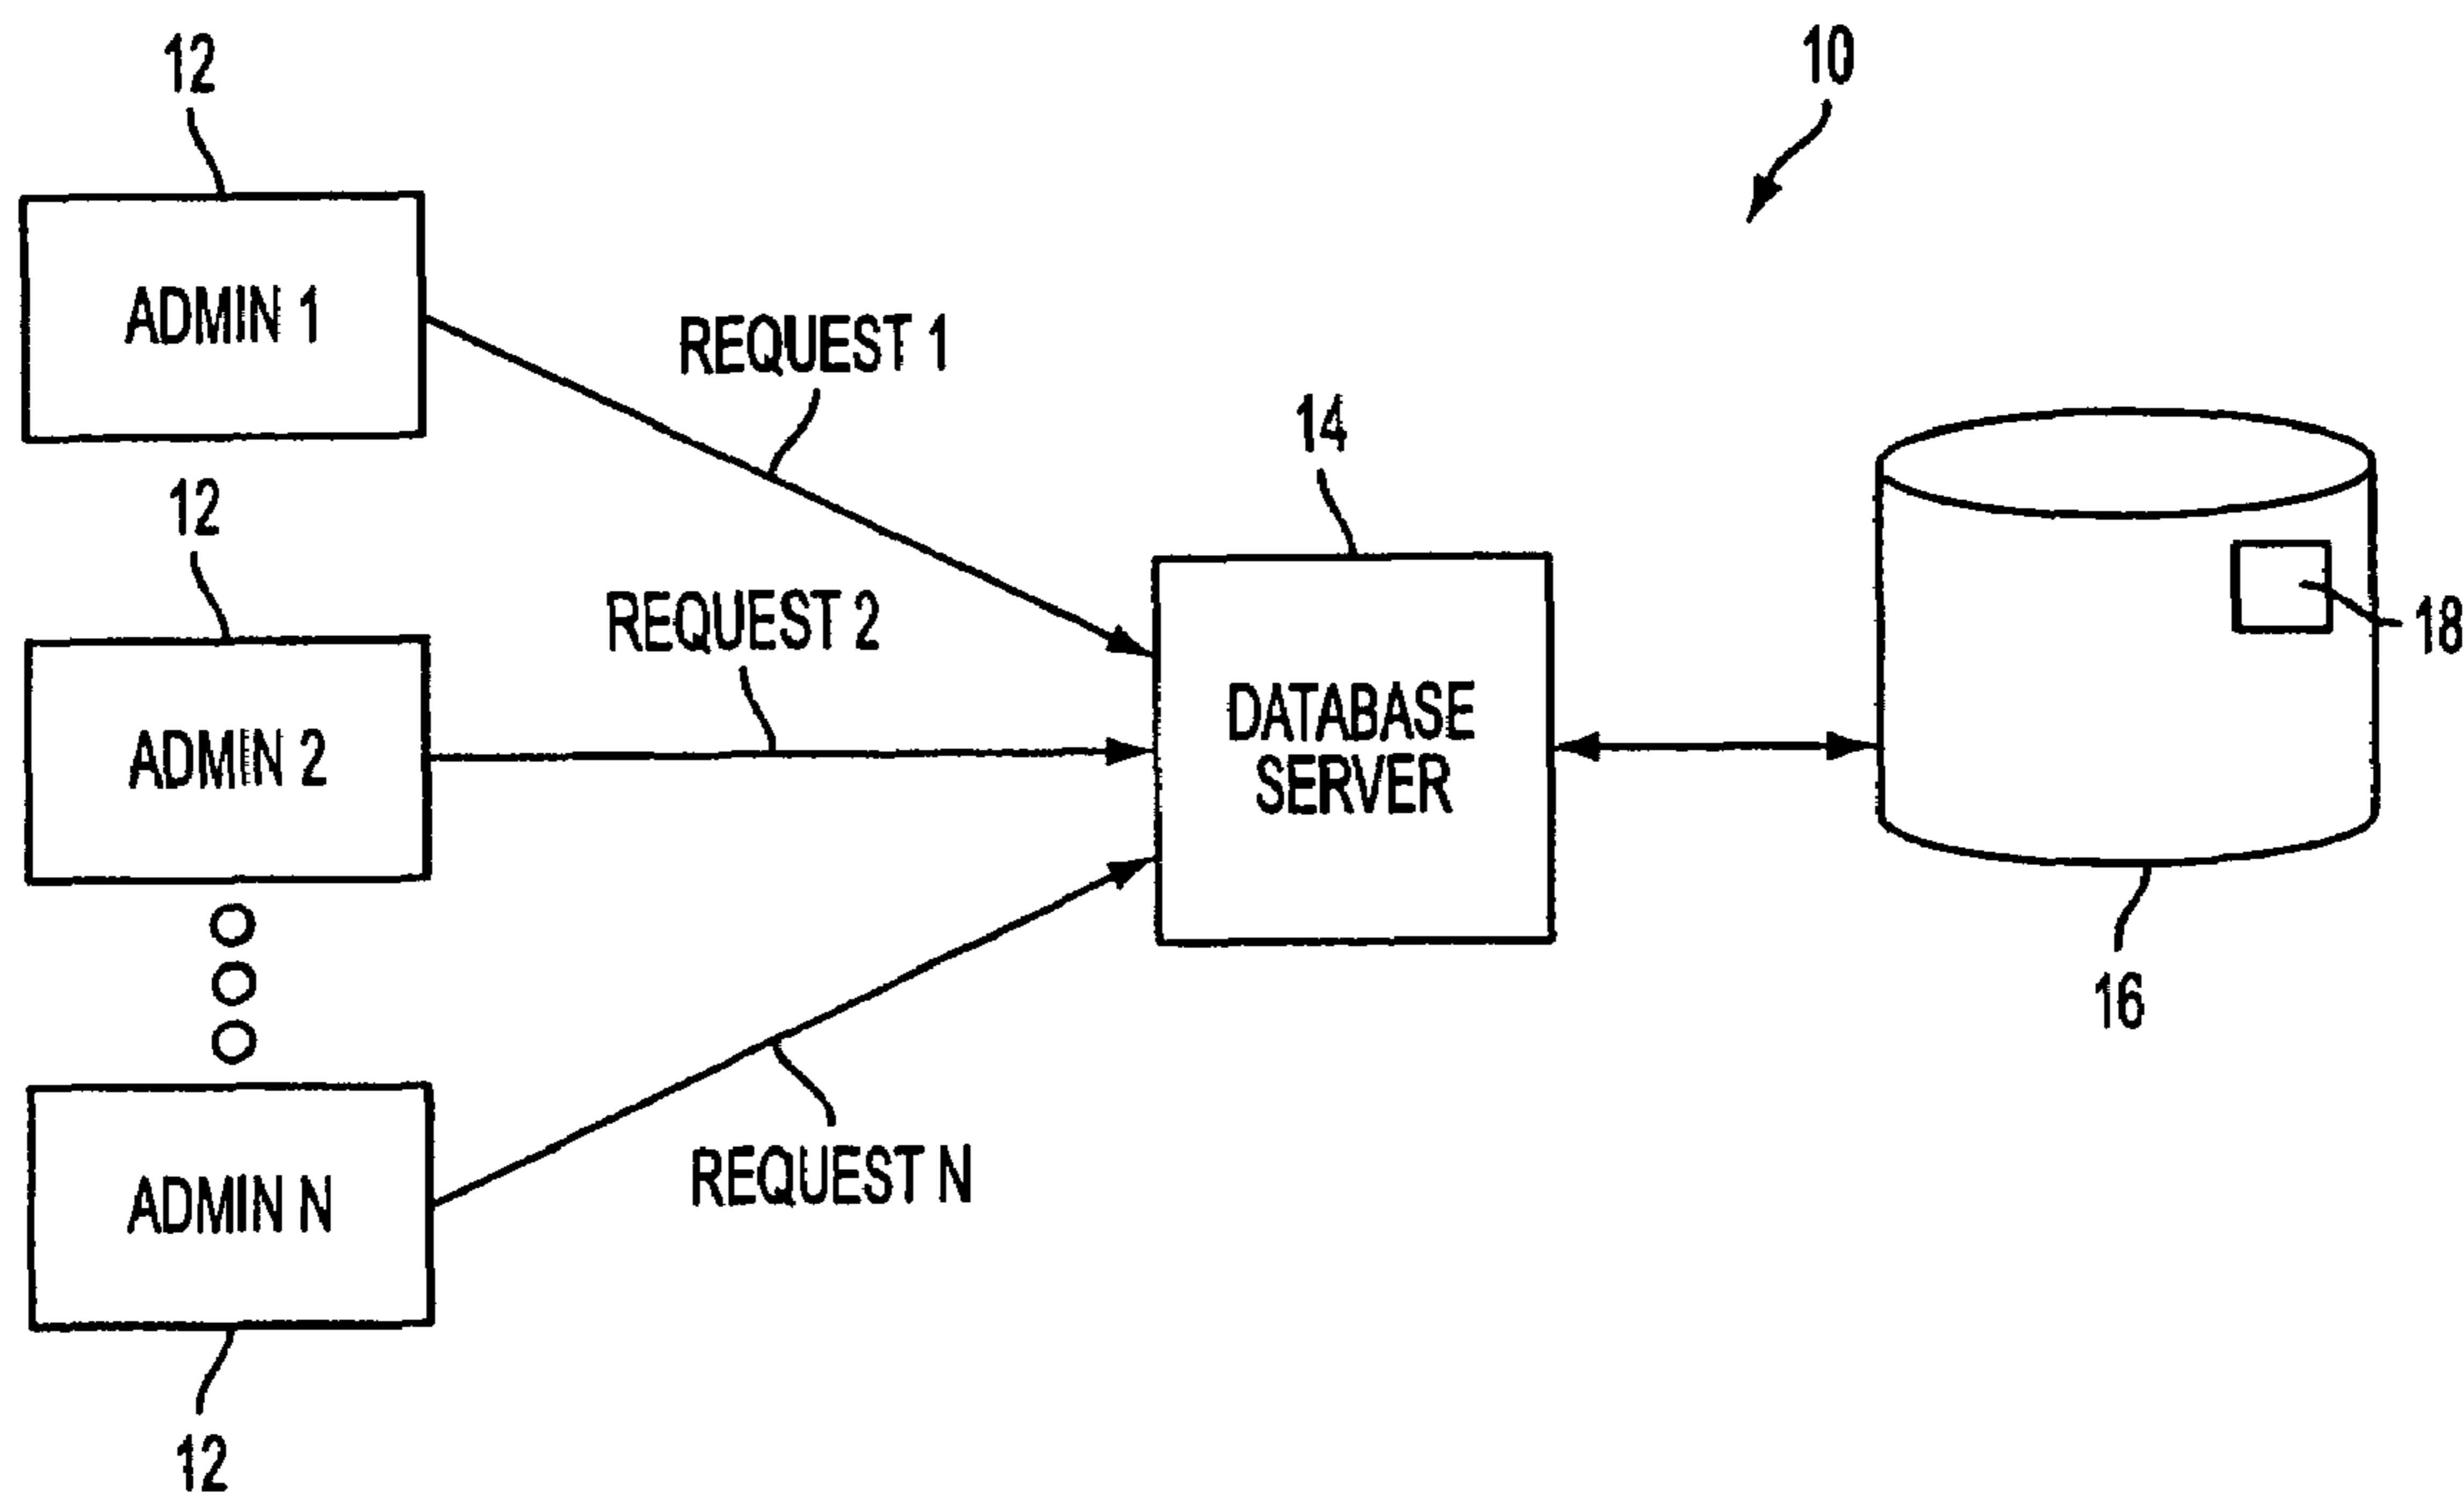 12
10
ADMIN 1
REQUEST 1
14
12
REQUEST 2
18
DATABASE
SERVER
ADMIN 2
16
REQUEST N
ADMIN N
12